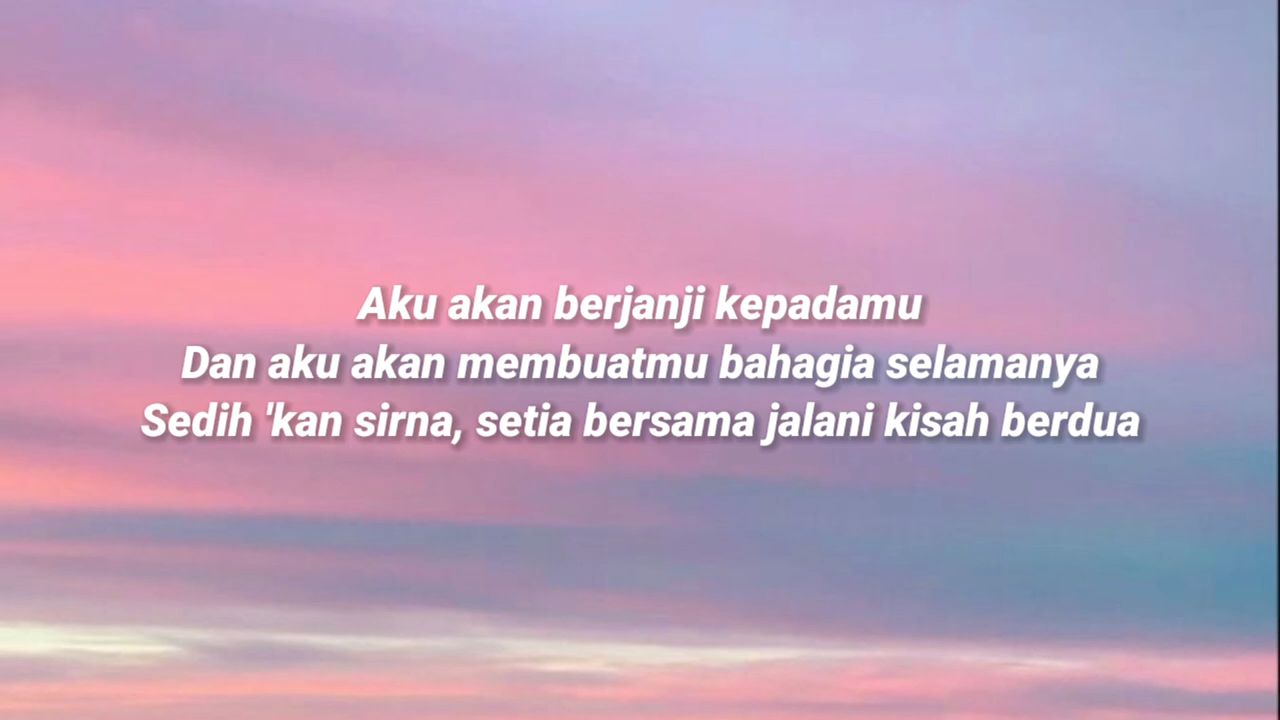 Aku akan berjanji kepadamu
Dan aku akan membuatmu bahagia selamanya
Sedih 'kan sirna, setia bersama jalani kisah berdua